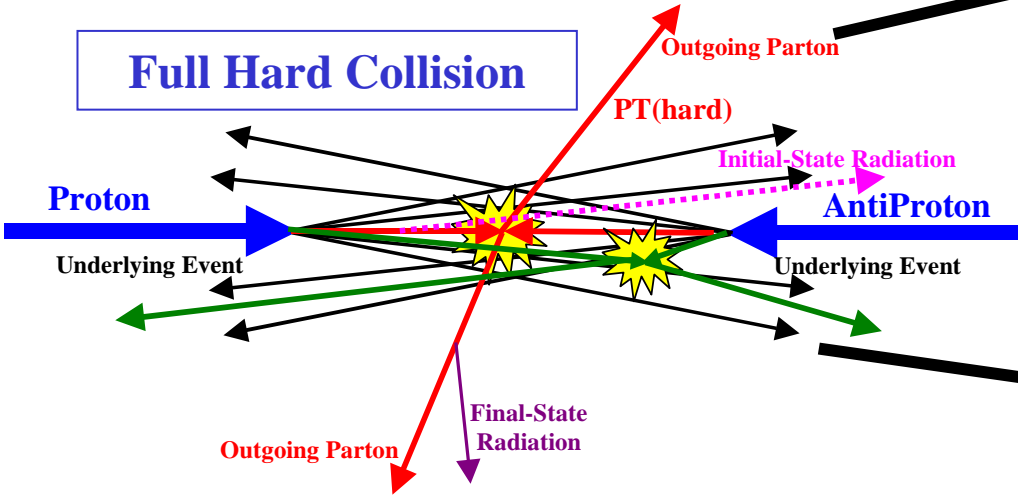 Outgoing Parton
Full Hard Collision
PT(hard)
Initial-State Radiation
Proton
AntiProton
Underlying Event
Underlying Event
Final-State
Radiation
Outgoing Parton